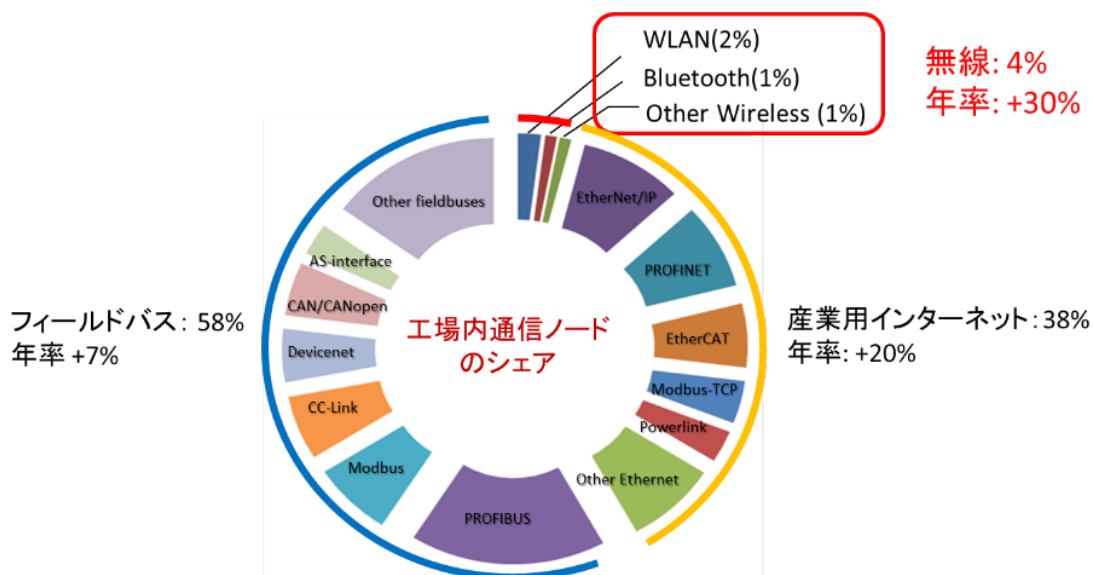 WLAN(2%)
Bluetooth(1%)
Other Wireless (1%)
無線: 4%
年率: +30%
EtherNet/IP
PROFINET
EtherCAT
Modbus-TCP
Powerlink
Other Ethernet
PROFIBUS
Modbus
CC-Link
Devicenet
CAN/CANopen
AS-interface
Other fieldbuses
工場内通信ノード
のシェア
フィールドバス: 58%
年率 +7%
産業用インターネット: 38%
年率: +20%